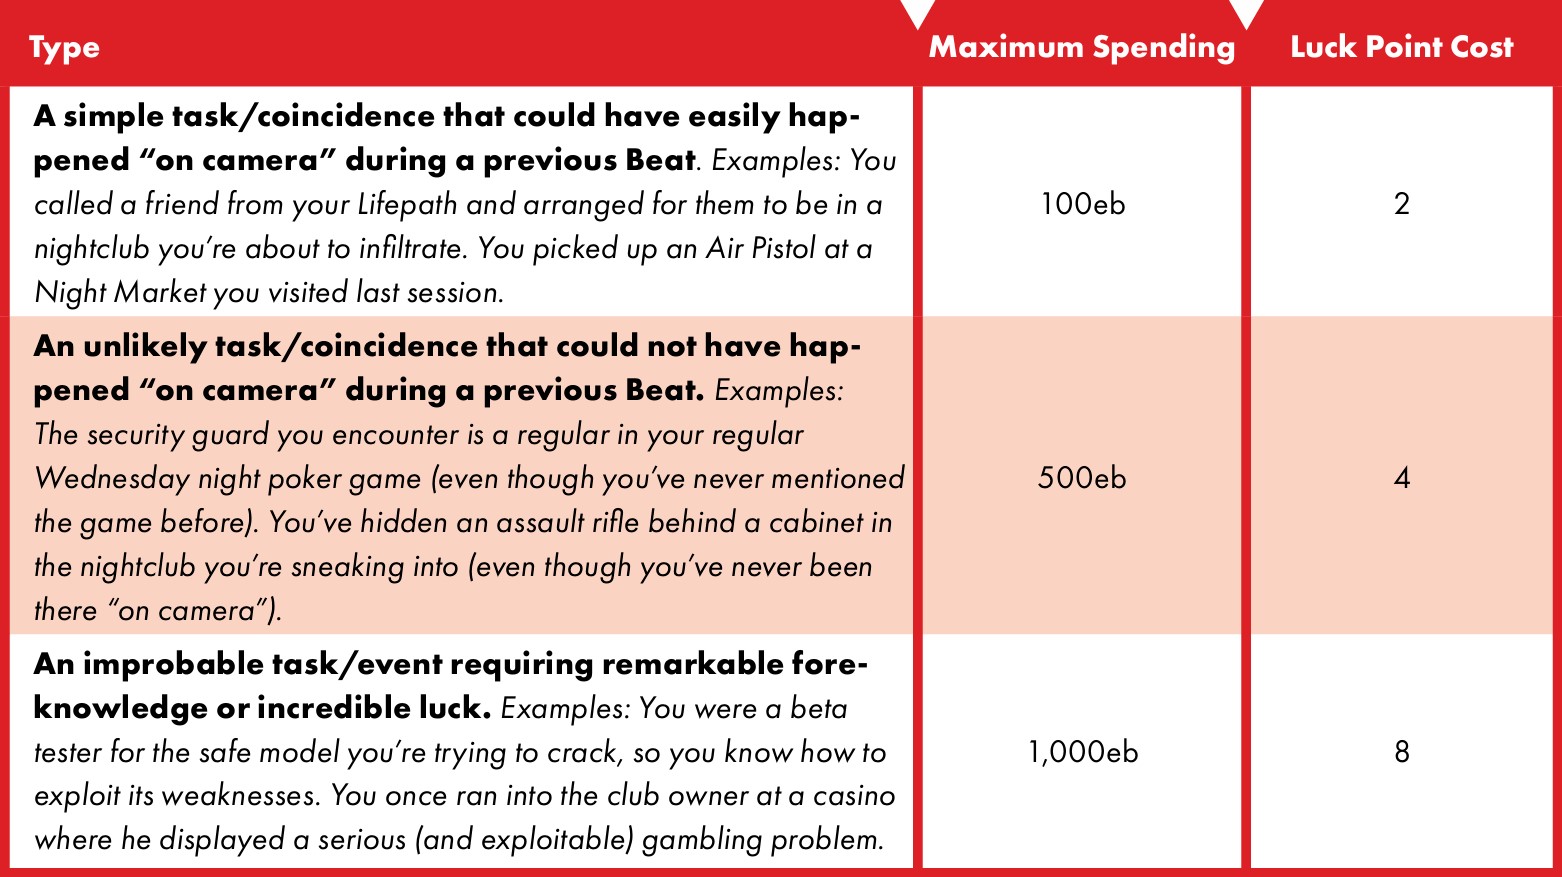 Type
Maximum Spending
Luck Point Cost
A simple task/coincidence that could have easily hap-
pened “on camera” during a previous Beat. Examples: You
called a friend from your Lifepath and arranged for them to be in a
nightclub you’re about to infiltrate. You picked up an Air Pistol at a
Night Market you visited last session.
100eb
2
An unlikely task/coincidence that could not have hap-
pened “on camera” during a previous Beat. Examples:
The security guard you encounter is a regular in your regular
Wednesday night poker game (even though you’ve never mentioned
the game before). You’ve hidden an assault rifle behind a cabinet in
the nightclub you’re sneaking into (even though you’ve never been
there “on camera”).
500eb
4
An improbable task/event requiring remarkable fore-
knowledge or incredible luck. Examples: You were a beta
tester for the safe model you’re trying to crack, so you know how to
exploit its weaknesses. You once ran into the club owner at a casino
where he displayed a serious (and exploitable) gambling problem.
1,000eb
8